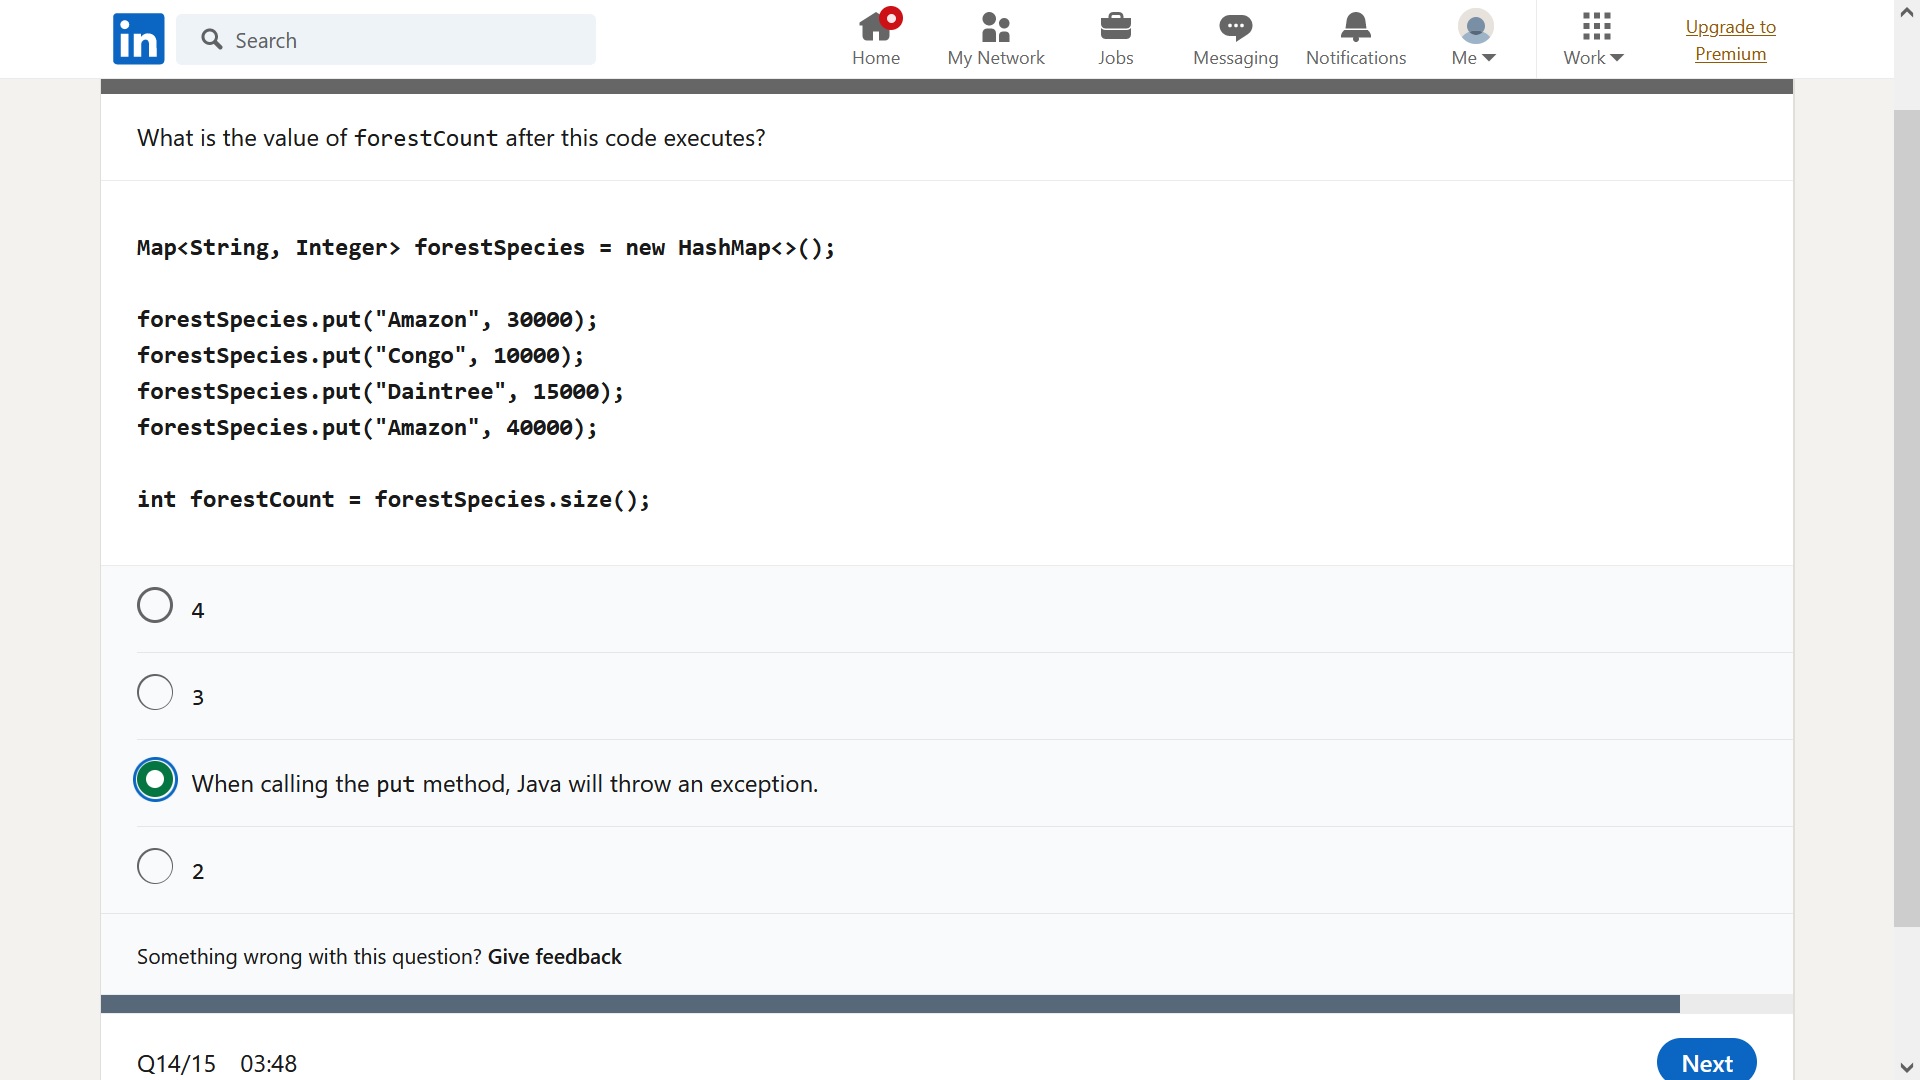 in
Search
Home
My Network
Jobs
Messaging
Notifications
Me
Work
Upgrade to
Premium
What is the value of forestCount after this code executes?
Map<String, Integer> forestSpecies = new HashMap<>();
forestSpecies.put("Amazon", 30000);
forestSpecies.put("Congo", 10000);
forestSpecies.put("Daintree", 15000);
forestSpecies.put("Amazon", 40000);
int forestCount = forestSpecies.size();
4
3
When calling the put method, Java will throw an exception.
2
Something wrong with this question? Give feedback
Q14/15 03:48
Next